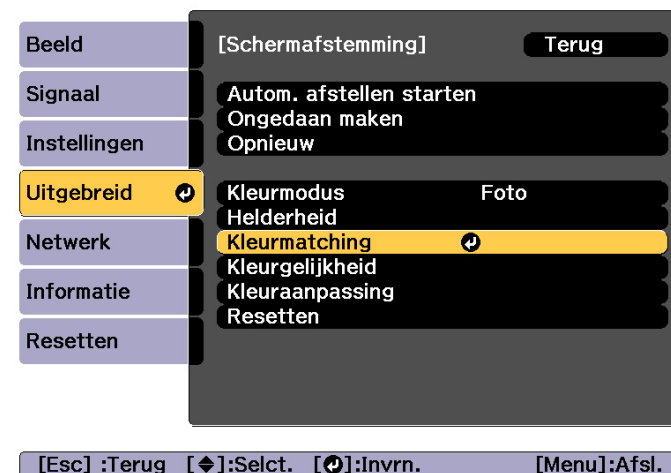 Beeld
Signaal
Instellingen
Uitgebreid
Netwerk
Informatie
Resetten
[Schermafstemming] Terug
Autom. afstellen starten
Ongedaan maken
Opnieuw
Kleurmodus Foto
Helderheid
Kleurmatching
Kleurgelijkheid
Kleuraanpassing
Resetten
[Esc] :Terug [◆]:Selct. [↵]:Invrn. [Menu]:Afsl.